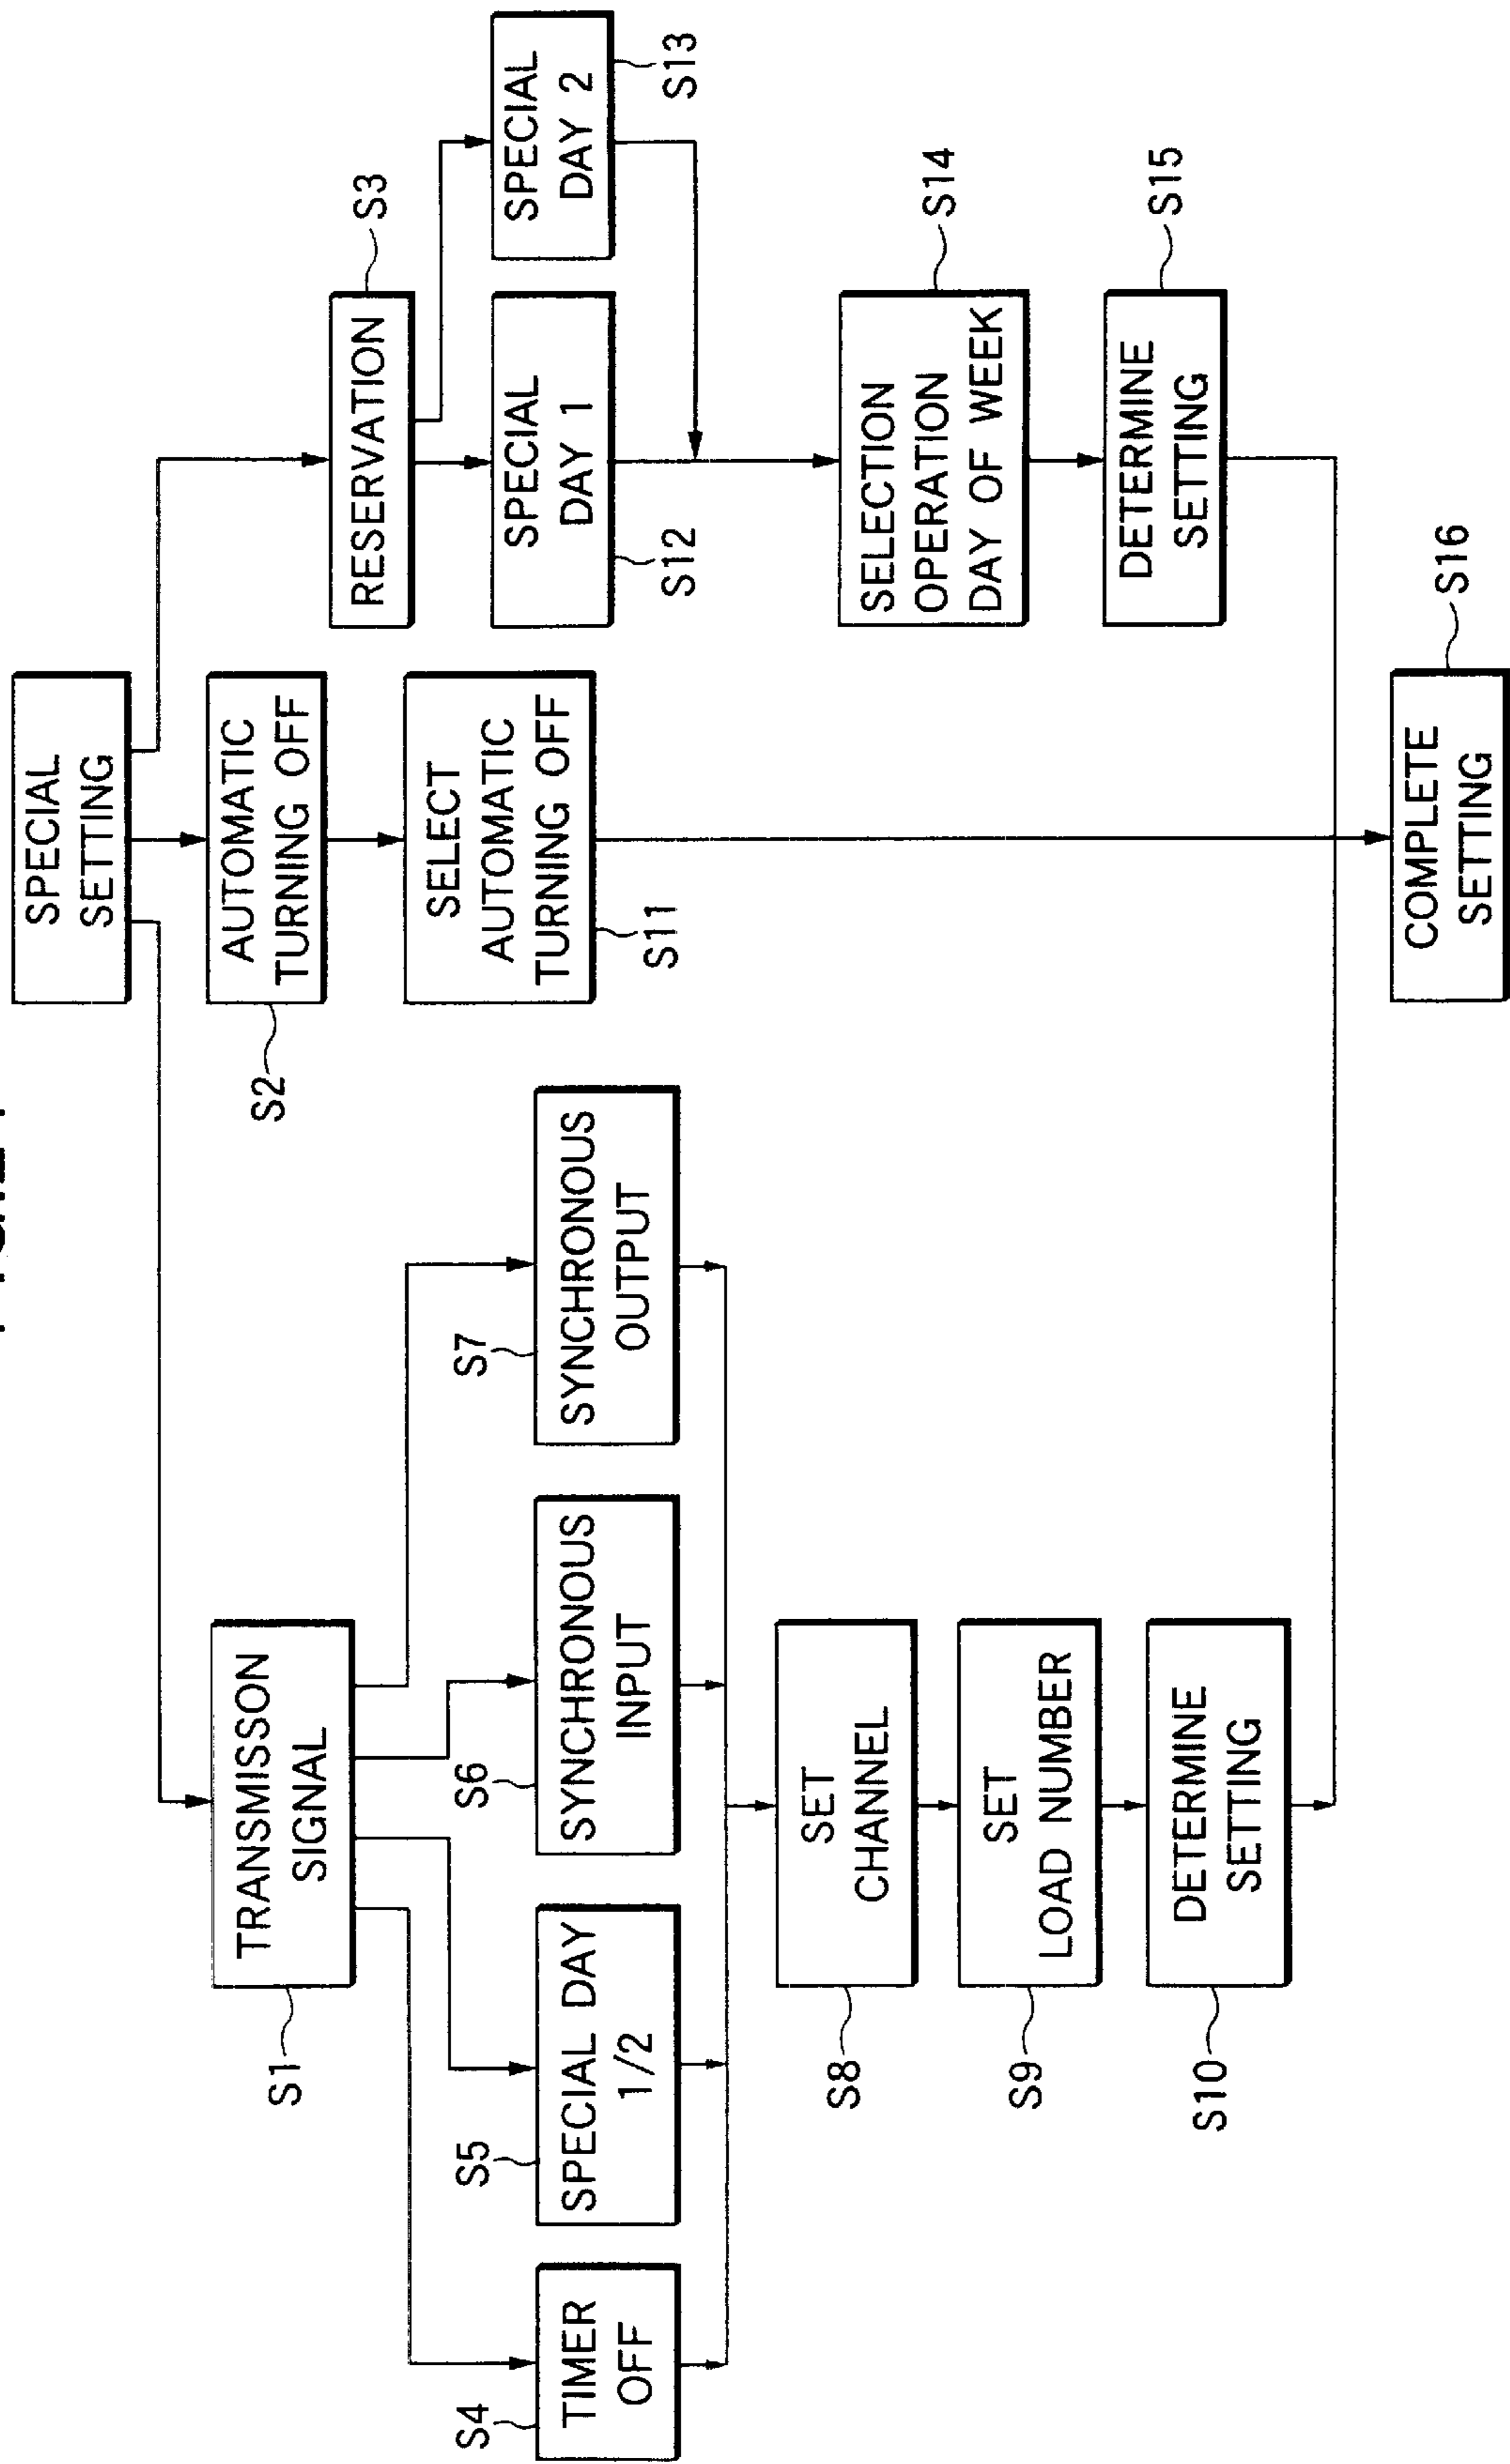 SPECIAL
SETTING
TRANSMISSON
SIGNAL
S1
AUTOMATIC
TURNING OFF
S2
RESERVATION
S3
TIMER
OFF
S4
SPECIAL DAY
1/2
S5
SYNCHRONOUS
INPUT
S6
SYNCHRONOUS
OUTPUT
S7
SELECT
AUTOMATIC
TURNING OFF
S11
SPECIAL
DAY 1
S12
SPECIAL
DAY 2
S13
SET
CHANNEL
S8
SET
LOAD NUMBER
S9
DETERMINE
SETTING
S10
SELECTION
OPERATION
DAY OF WEEK
S14
DETERMINE
SETTING
S15
COMPLETE
SETTING
S16